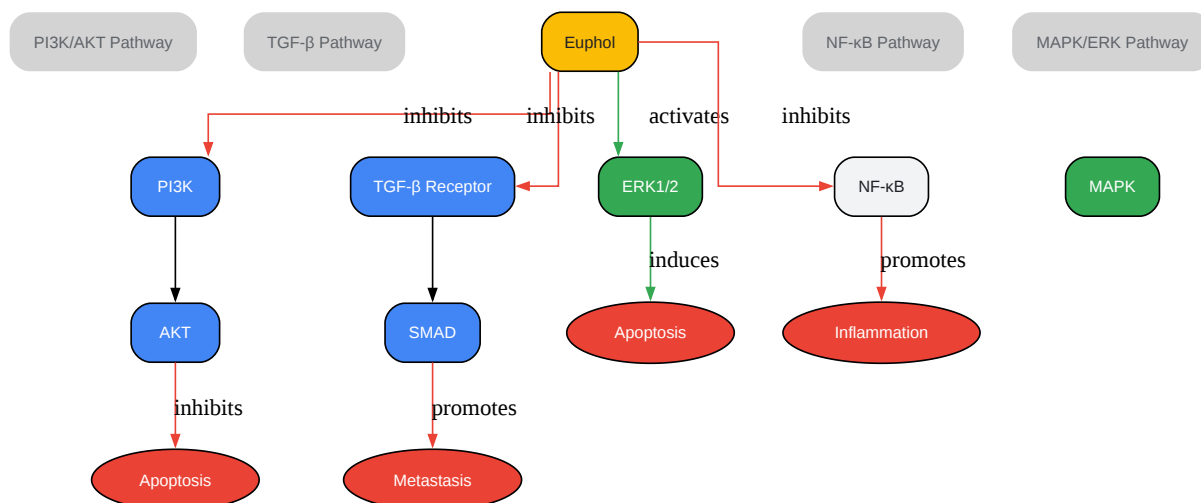 PI3K/AKT Pathway
TGF-β Pathway
Euphol
NF-κB Pathway
MAPK/ERK Pathway
inhibits
inhibits
activates
inhibits
PI3K
TGF-β Receptor
ERK1/2
NF-κB
MAPK
induces
promotes
AKT
SMAD
Apoptosis
Inflammation
inhibits
promotes
Apoptosis
Metastasis